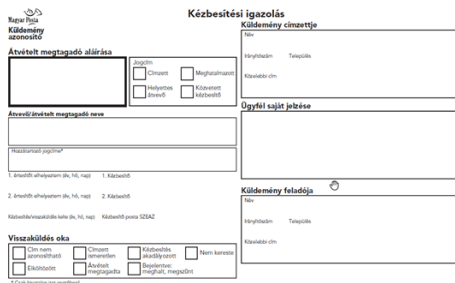 Kézbesítési igazolás
Magyar Posta
Küldemény
azonosító
Átvételt megtagadó aláírása
Jogcím
Címzett
Meghatalmazott
Helyettes
átvevő
Közvetett
kézbesítő
Átvevő/átvételt megtagadó neve
Hozzátartozó jogcíme*
1. értesítőt elhelyeztem (év, hó, nap) 1. Kézbesítő
2. értesítőt elhelyeztem (év, hó, nap) 2. Kézbesítő
Kézbesítés/visszaküldés kelte (év, hó, nap) Kézbesítő posta SZEAZ
Visszaküldés oka
Cím nem
azonosítható
Címzett
ismeretlen
Kézbesítés
akadályozott
Nem kereste
Elköltözött
Átvételt
megtagadta
Bejelentve:
meghalt, megszűnt
Küldemény címzettje
Név
Irányítószám Település
Közelebbi cím
Ügyfél saját jelzése
Küldemény feladója
Név
Irányítószám Település
Közelebbi cím